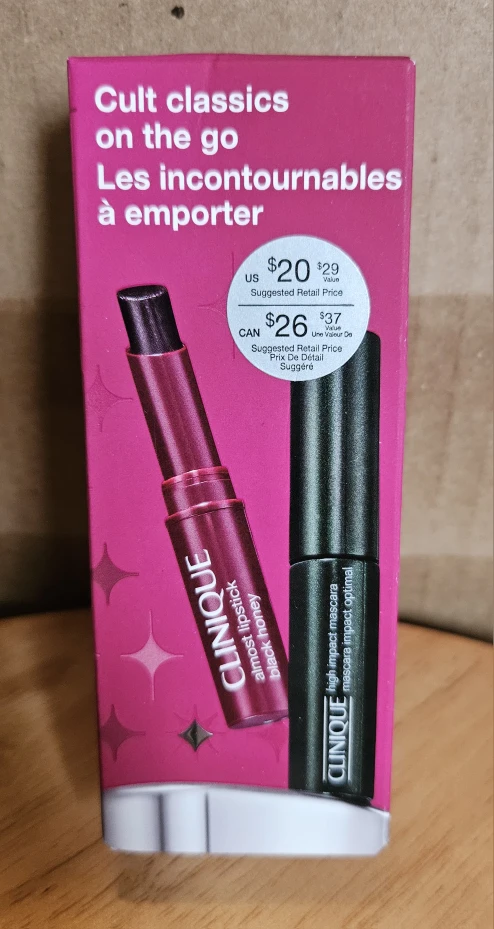 Cult classics
on the go
Les incontournables
à emporter
US $20 $29 Value
Suggested Retail Price
CAN $26 $37 Value Une Valeur De
Suggested Retail Price
Prix De Détail
Suggéré
CLINIQUE
almost lipstick
black honey
CLINIQUE
high impact mascara
mascara impact optimal